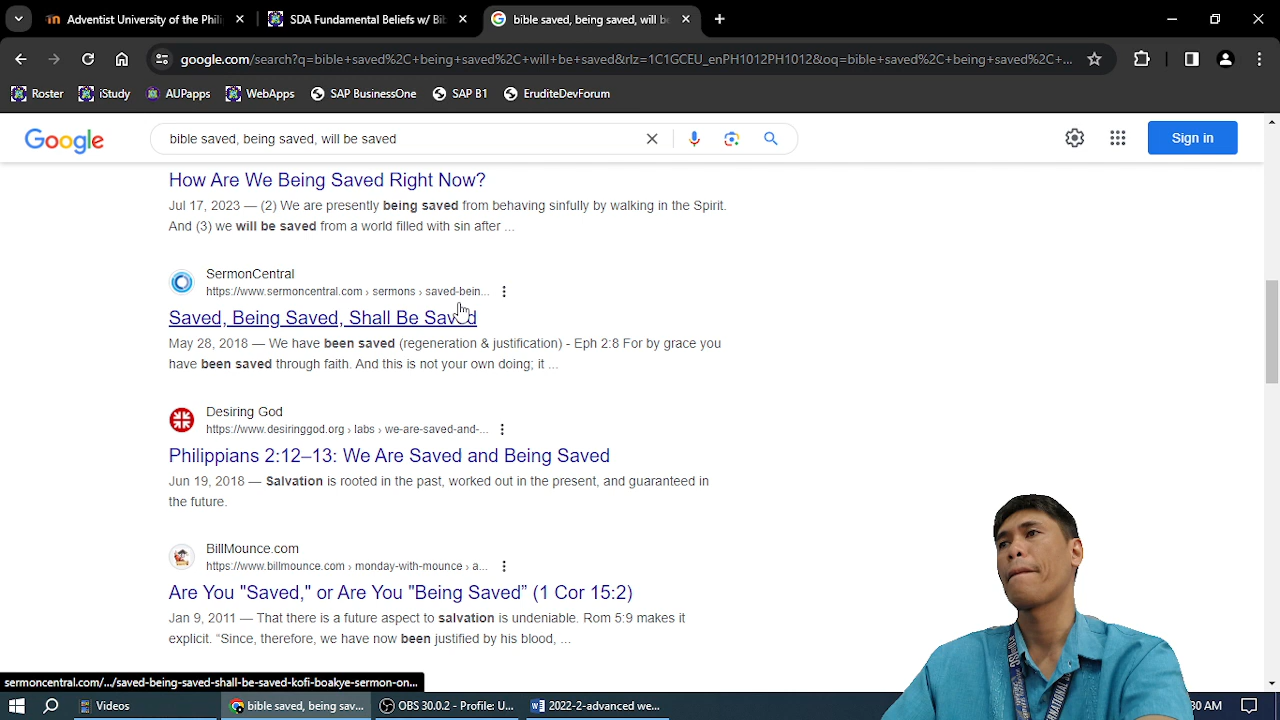 Adventist University of the Phili
SDA Fundamental Beliefs w/ Bib
bible saved, being saved, will be
google.com/search?q=bible+saved%2C+being+saved%2C+will+be+saved&rlz=1C1GCEU_enPH1012PH1012&oq=bible+saved%2C+being+saved%2C+...
Roster iStudy AUPapps WebApps SAP BusinessOne SAP B1 EruditeDevForum
Google
bible saved, being saved, will be saved
Sign in
How Are We Being Saved Right Now?
Jul 17, 2023 — (2) We are presently being saved from behaving sinfully by walking in the Spirit.
And (3) we will be saved from a world filled with sin after ...
SermonCentral
https://www.sermoncentral.com › sermons › saved-bein...
Saved, Being Saved, Shall Be Saved
May 28, 2018 — We have been saved (regeneration & justification) - Eph 2:8 For by grace you
have been saved through faith. And this is not your own doing; it ...
Desiring God
https://www.desiringgod.org › labs › we-are-saved-and-...
Philippians 2:12–13: We Are Saved and Being Saved
Jun 19, 2018 — Salvation is rooted in the past, worked out in the present, and guaranteed in
the future.
BillMounce.com
https://www.billmounce.com › monday-with-mounce › a...
Are You "Saved," or Are You "Being Saved” (1 Cor 15:2)
Jan 9, 2011 — That there is a future aspect to salvation is undeniable. Rom 5:9 makes it
explicit. “Since, therefore, we have now been justified by his blood, ...
sermoncentral.com/.../saved-being-saved-shall-be-saved-kofi-boakye-sermon-on...
Videos
bible saved, being sav...
OBS 30.0.2 - Profile: U...
2022-2-advanced we...
30 AM